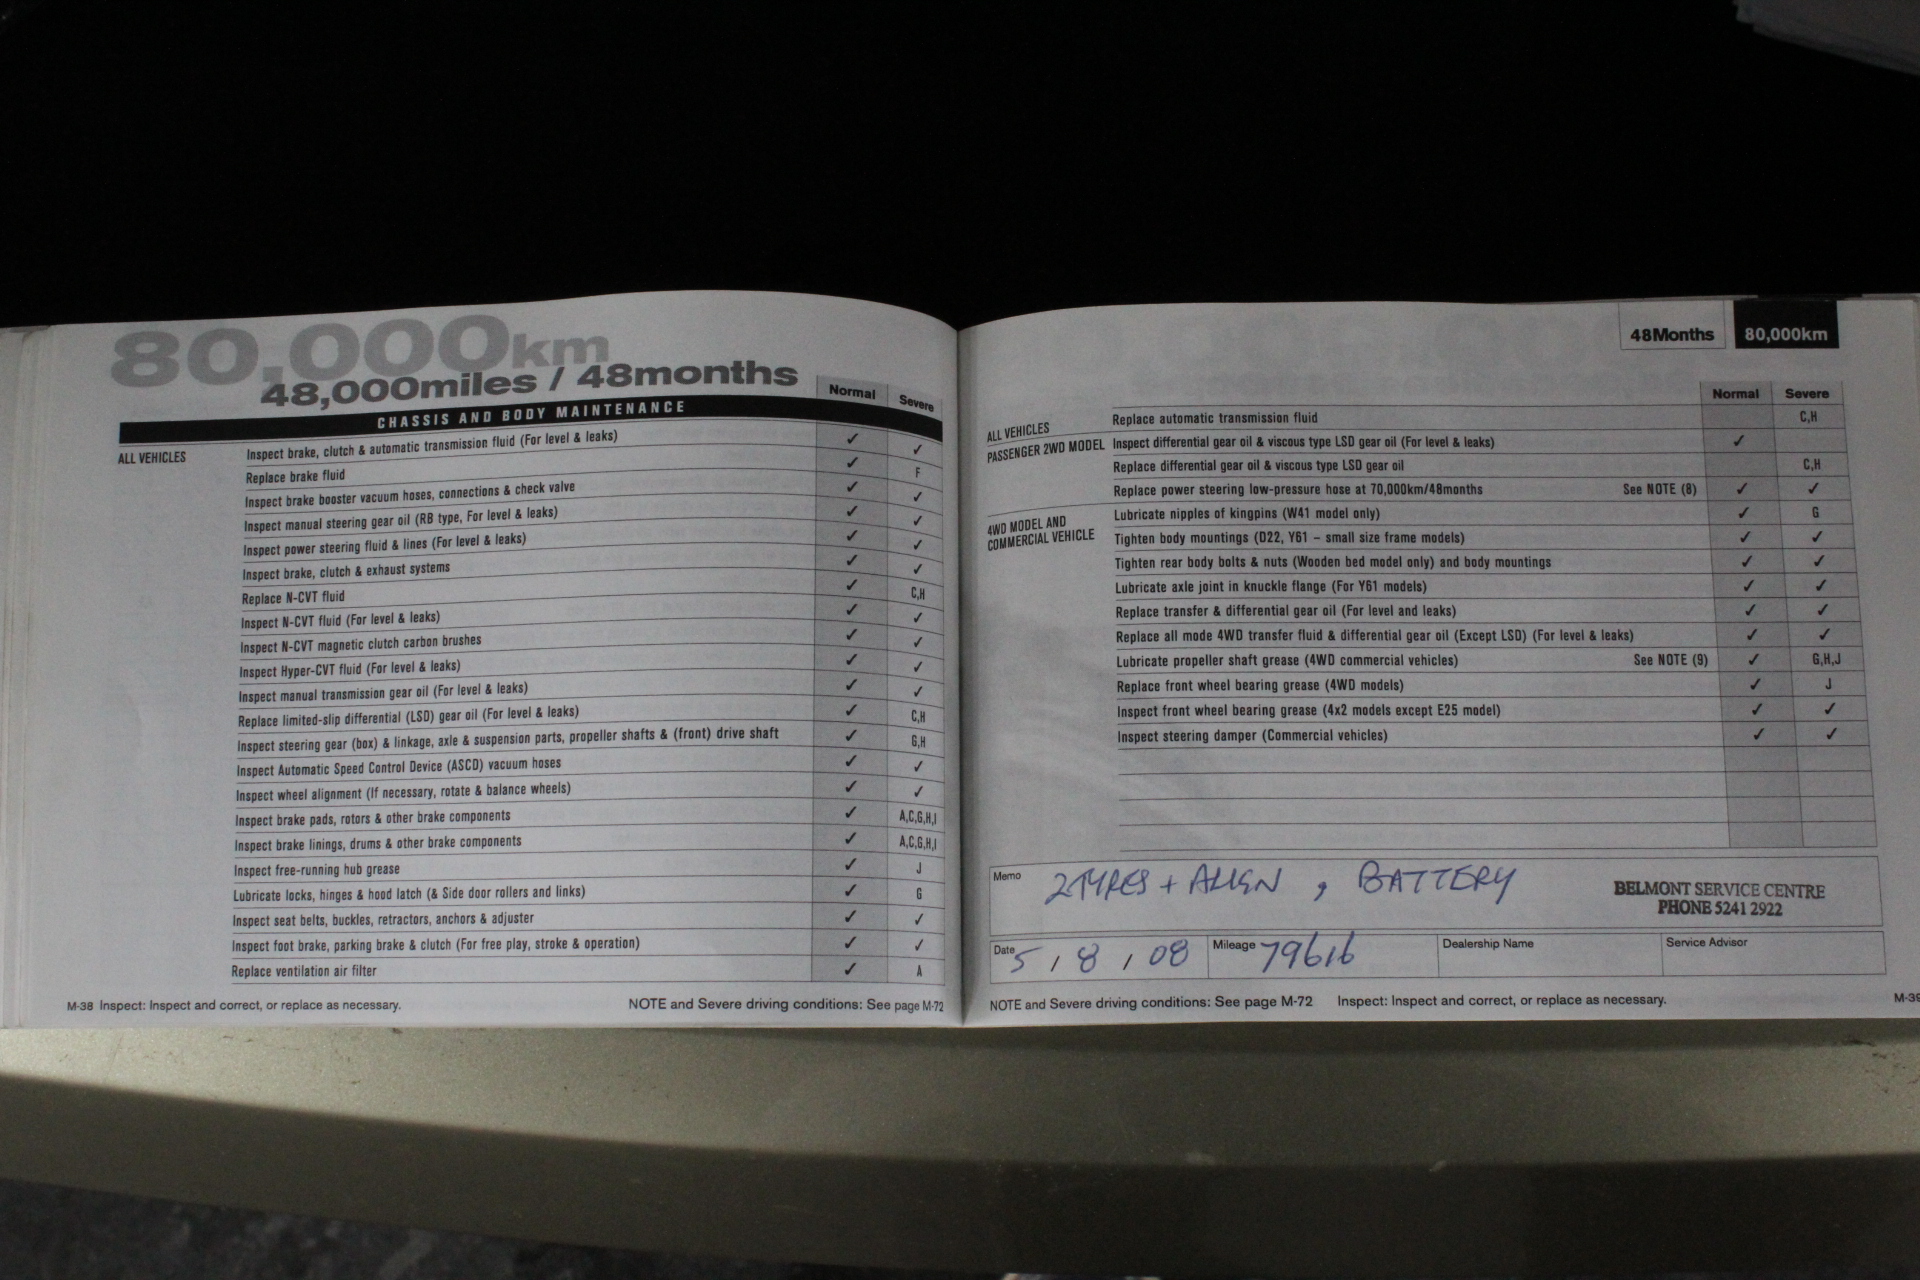 80,000km
48,000miles / 48months
Normal Severe
CHASSIS AND BODY MAINTENANCE
ALL VEHICLES Inspect brake, clutch & automatic transmission fluid (For level & leaks) ✓ ✓
Replace brake fluid ✓ F
Inspect brake booster vacuum hoses, connections & check valve ✓ ✓
Inspect manual steering gear oil (RB type, For level & leaks) ✓ ✓
Inspect power steering fluid & lines (For level & leaks) ✓ ✓
Inspect brake, clutch & exhaust systems ✓ ✓
Replace N-CVT fluid ✓ C,H
Inspect N-CVT fluid (For level & leaks) ✓ ✓
Inspect N-CVT magnetic clutch carbon brushes ✓ ✓
Inspect Hyper-CVT fluid (For level & leaks) ✓ ✓
Inspect manual transmission gear oil (For level & leaks) ✓ ✓
Replace limited-slip differential (LSD) gear oil (For level & leaks) ✓ C,H
Inspect steering gear (box) & linkage, axle & suspension parts, propeller shafts & (front) drive shaft ✓ G,H
Inspect Automatic Speed Control Device (ASCD) vacuum hoses ✓ ✓
Inspect wheel alignment (If necessary, rotate & balance wheels) ✓ ✓
Inspect brake pads, rotors & other brake components ✓ A,C,G,H,I
Inspect brake linings, drums & other brake components ✓ A,C,G,H,I
Inspect free-running hub grease ✓ J
Lubricate locks, hinges & hood latch (& Side door rollers and links) ✓ G
Inspect seat belts, buckles, retractors, anchors & adjuster ✓ ✓
Inspect foot brake, parking brake & clutch (For free play, stroke & operation) ✓ ✓
Replace ventilation air filter ✓ A
M-38 Inspect: Inspect and correct, or replace as necessary. NOTE and Severe driving conditions: See page M-72
48Months 80,000km
Normal Severe
ALL VEHICLES Replace automatic transmission fluid C,H
PASSENGER 2WD MODEL Inspect differential gear oil & viscous type LSD gear oil (For level & leaks) ✓
Replace differential gear oil & viscous type LSD gear oil C,H
Replace power steering low-pressure hose at 70,000km/48months See NOTE (8) ✓ ✓
4WD MODEL AND
COMMERCIAL VEHICLE
Lubricate nipples of kingpins (W41 model only) ✓ G
Tighten body mountings (D22, Y61 – small size frame models) ✓ ✓
Tighten rear body bolts & nuts (Wooden bed model only) and body mountings ✓ ✓
Lubricate axle joint in knuckle flange (For Y61 models) ✓ ✓
Replace transfer & differential gear oil (For level and leaks) ✓ ✓
Replace all mode 4WD transfer fluid & differential gear oil (Except LSD) (For level & leaks) ✓ ✓
Lubricate propeller shaft grease (4WD commercial vehicles) See NOTE (9) ✓ G,H,J
Replace front wheel bearing grease (4WD models) ✓ J
Inspect front wheel bearing grease (4x2 models except E25 model) ✓ ✓
Inspect steering damper (Commercial vehicles) ✓ ✓
Memo 2 TYRES + ALIGN , BATTERY
BELMONT SERVICE CENTRE
PHONE 5241 2922
Date 5 / 8 / 08 Mileage 79616 Dealership Name Service Advisor
NOTE and Severe driving conditions: See page M-72 Inspect: Inspect and correct, or replace as necessary. M-39